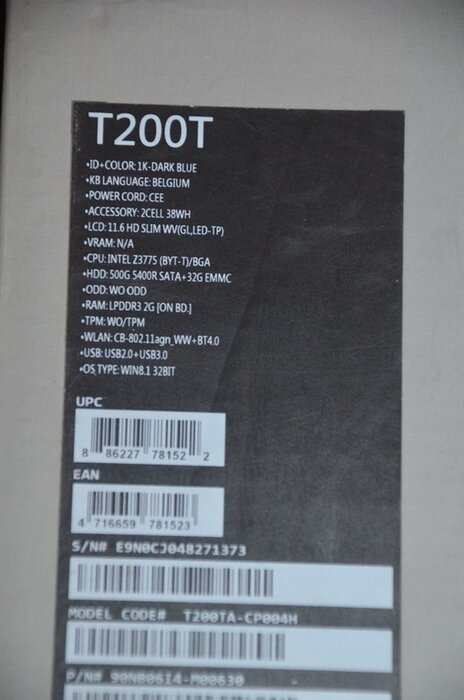 T200T
•ID+COLOR: 1K-DARK BLUE
•KB LANGUAGE: BELGIUM
•POWER CORD: CEE
•ACCESSORY: 2CELL 38WH
•LCD: 11.6 HD SLIM WV(GL,LED-TP)
•VRAM: N/A
•CPU: INTEL Z3775 (BYT-T)/BGA
•HDD: 500G 5400R SATA+32G EMMC
•ODD: WO ODD
•RAM: LPDDR3 2G [ON BD.]
•TPM: WO/TPM
•WLAN: CB-802.11agn_WW+BT4.0
•USB: USB2.0+USB3.0
•OS_TYPE: WIN8.1 32BIT
UPC
8 86227 78152 2
EAN
4 716659 781523
S/N# E9N0CJ048271373
MODEL CODE# T200TA-CP004H
P/N# 90NB06I4-M00630